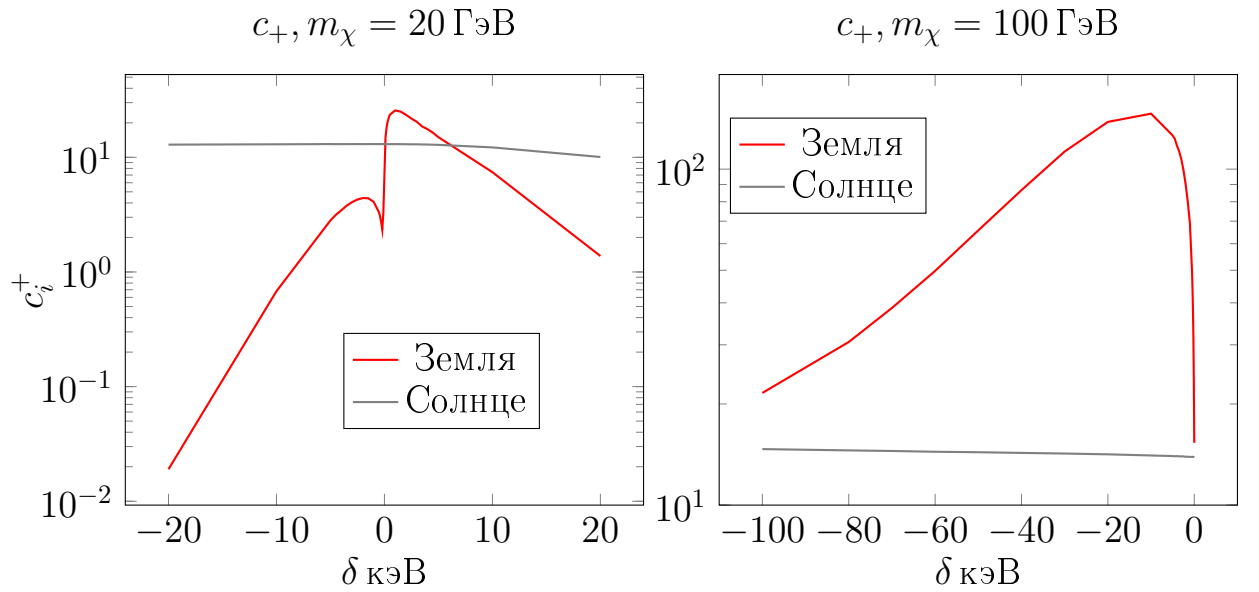 c₊, m_χ = 20 ГэВ
10¹
10⁰
10⁻¹
10⁻²
c_i⁺
Земля
Солнце
−20 −10 0 10 20
δ кэВ
c₊, m_χ = 100 ГэВ
Земля
Солнце
10²
10¹
−100 −80 −60 −40 −20 0
δ кэВ